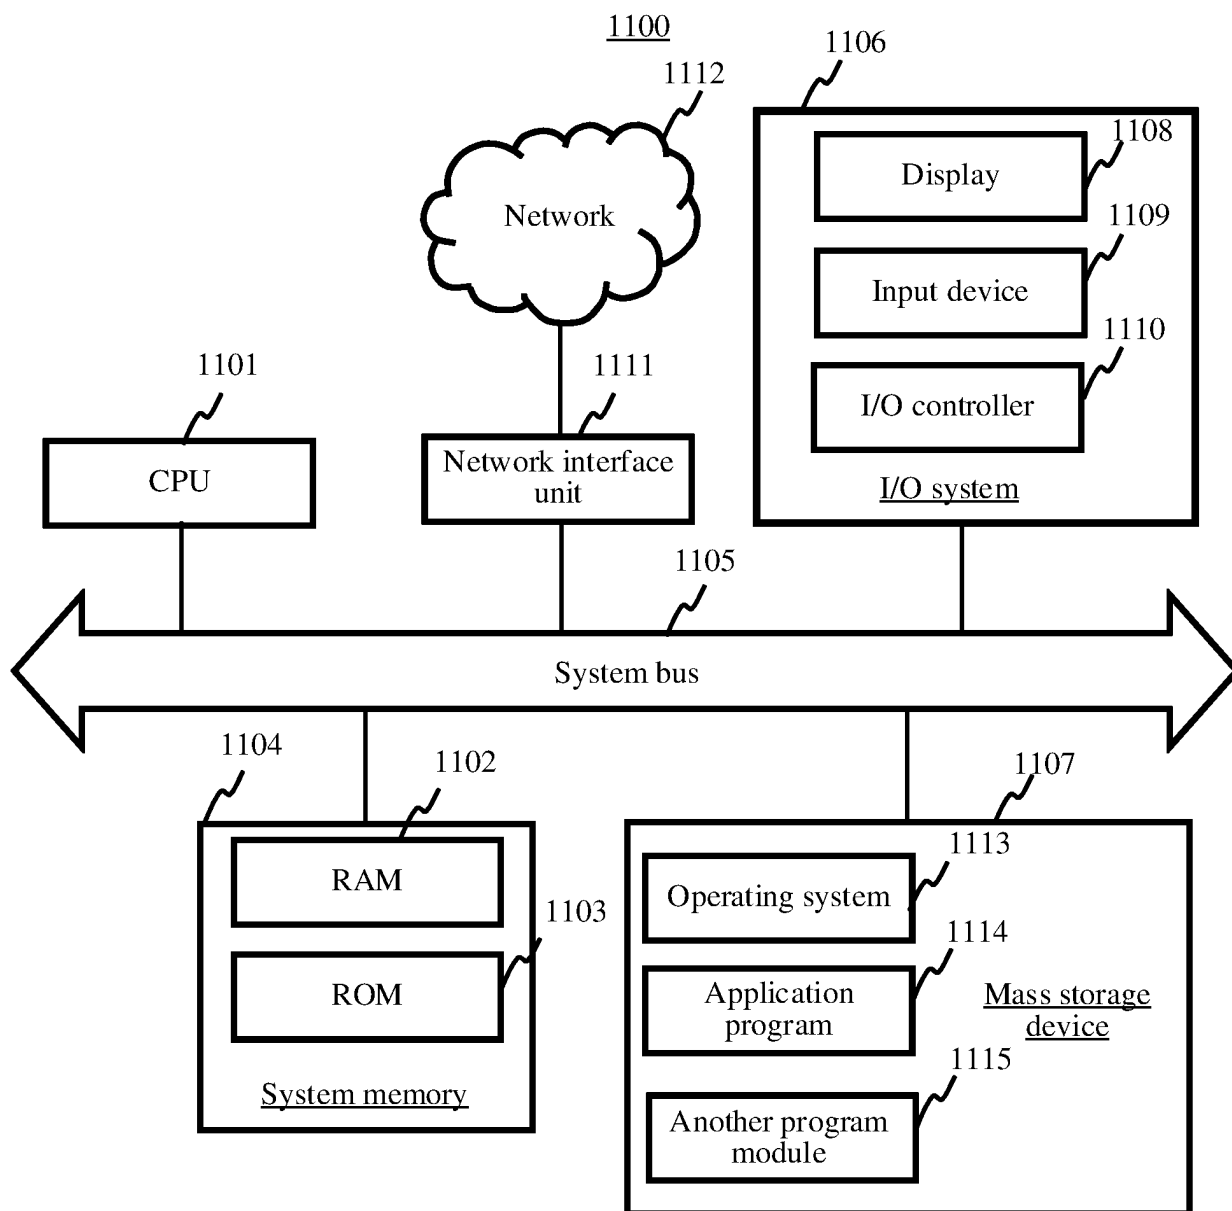 1100
1112
1106
1108
Display
Network
1109
Input device
1110
I/O controller
I/O system
1101
CPU
1111
Network interface
unit
1105
System bus
1104
1102
RAM
1103
ROM
System memory
1107
1113
Operating system
1114
Application
program
Mass storage
device
1115
Another program
module